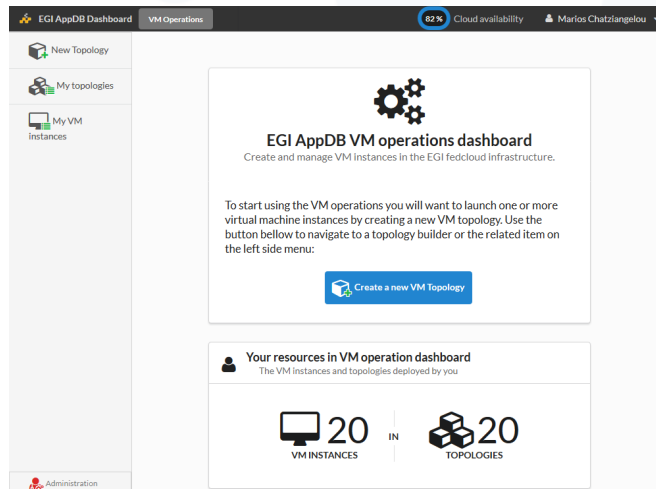 EGI AppDB Dashboard VM Operations 82% Cloud availability Marios Chatziangelou
New Topology
My topologies
My VM
instances
EGI AppDB VM operations dashboard
Create and manage VM instances in the EGI fedcloud infrastructure.
To start using the VM operations you will want to launch one or more
virtual machine instances by creating a new VM topology. Use the
button bellow to navigate to a topology builder or the related item on
the left side menu:
Create a new VM Topology
Your resources in VM operation dashboard
The VM instances and topologies deployed by you
20 IN 20
VM INSTANCES TOPOLOGIES
Administration